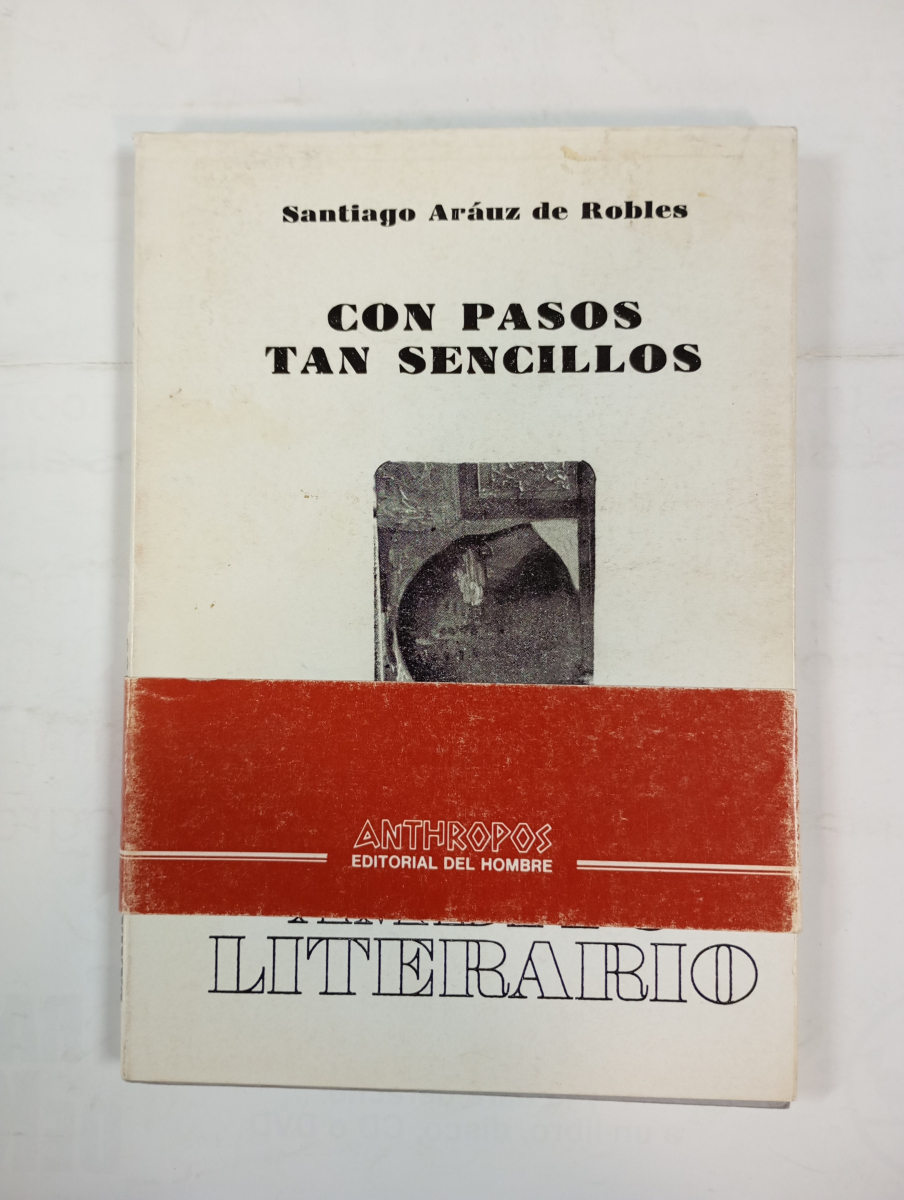 Santiago Aráuz de Robles
CON PASOS
TAN SENCILLOS
ANTHROPOS
EDITORIAL DEL HOMBRE
LITERARIO